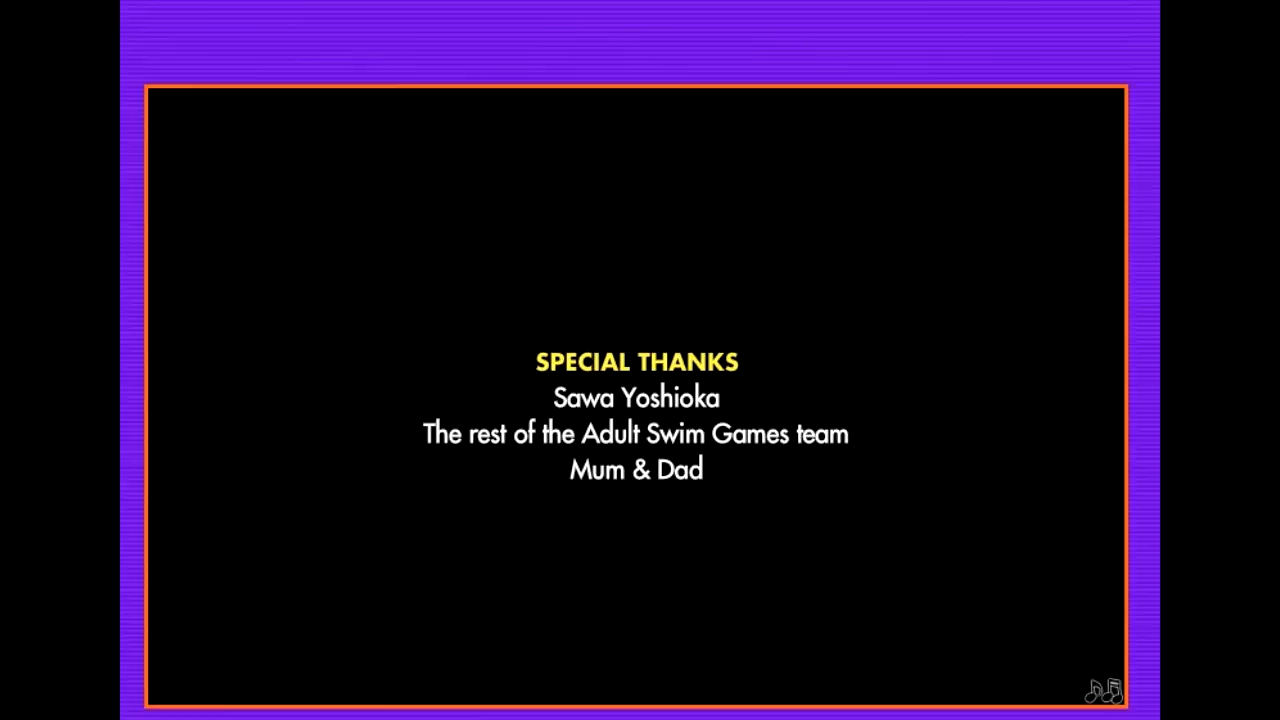 SPECIAL THANKS
Sawa Yoshioka
The rest of the Adult Swim Games team
Mum & Dad